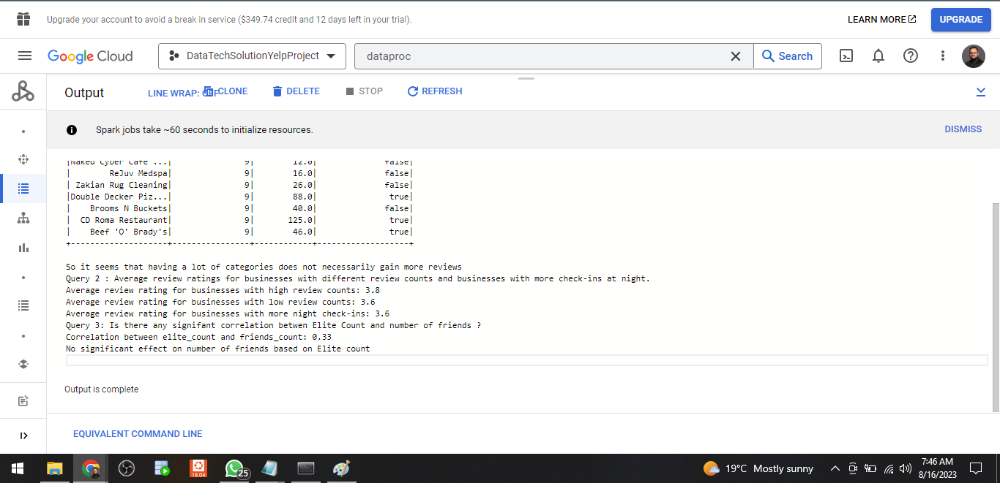 Upgrade your account to avoid a break in service ($349.74 credit and 12 days left in your trial).
LEARN MORE
UPGRADE
Google Cloud
DataTechSolutionYelpProject
dataproc
Search
Output
LINE WRAP:
CLONE
DELETE
STOP
REFRESH
Spark jobs take ~60 seconds to initialize resources.
DISMISS
|Naked Cyber Cafe ...| 9| 12.0| false|
| ReJuv Medspa| 9| 16.0| false|
| Zakian Rug Cleaning| 9| 26.0| false|
|Double Decker Piz...| 9| 88.0| true|
| Brooms N Buckets| 9| 40.0| false|
| CD Roma Restaurant| 9| 125.0| true|
| Beef 'O' Brady's| 9| 46.0| true|
+--------------------+---------------+------------+-------------------+
So it seems that having a lot of categories does not necessarily gain more reviews
Query 2 : Average review ratings for businesses with different review counts and businesses with more check-ins at night.
Average review rating for businesses with high review counts: 3.8
Average review rating for businesses with low review counts: 3.6
Average review rating for businesses with more night check-ins: 3.6
Query 3: Is there any signifant correlation betwen Elite Count and number of friends ?
Correlation between elite_count and friends_count: 0.33
No significant effect on number of friends based on Elite count
Output is complete
EQUIVALENT COMMAND LINE
18.04
25
19°C Mostly sunny
7:46 AM
8/16/2023